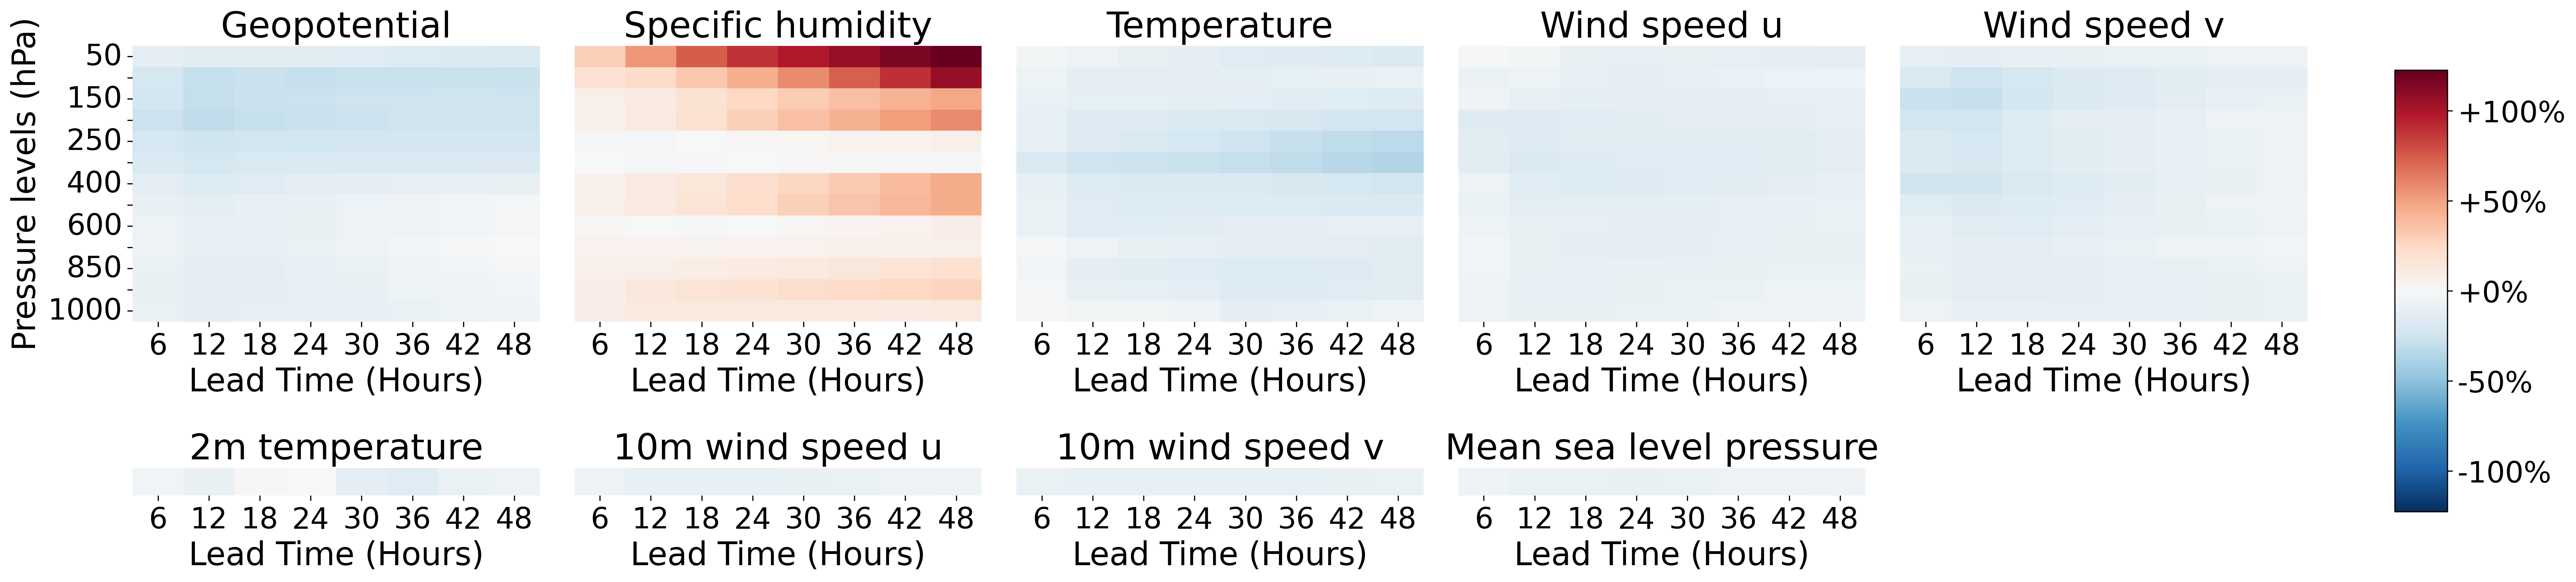 Geopotential Specific humidity Temperature Wind speed u Wind speed v
Pressure levels (hPa)
50
150
250
400
600
850
1000
+100%
+50%
+0%
-50%
-100%
6 12 18 24 30 36 42 48 6 12 18 24 30 36 42 48 6 12 18 24 30 36 42 48 6 12 18 24 30 36 42 48 6 12 18 24 30 36 42 48
Lead Time (Hours) Lead Time (Hours) Lead Time (Hours) Lead Time (Hours) Lead Time (Hours)
2m temperature 10m wind speed u 10m wind speed v Mean sea level pressure
6 12 18 24 30 36 42 48 6 12 18 24 30 36 42 48 6 12 18 24 30 36 42 48 6 12 18 24 30 36 42 48
Lead Time (Hours) Lead Time (Hours) Lead Time (Hours) Lead Time (Hours)